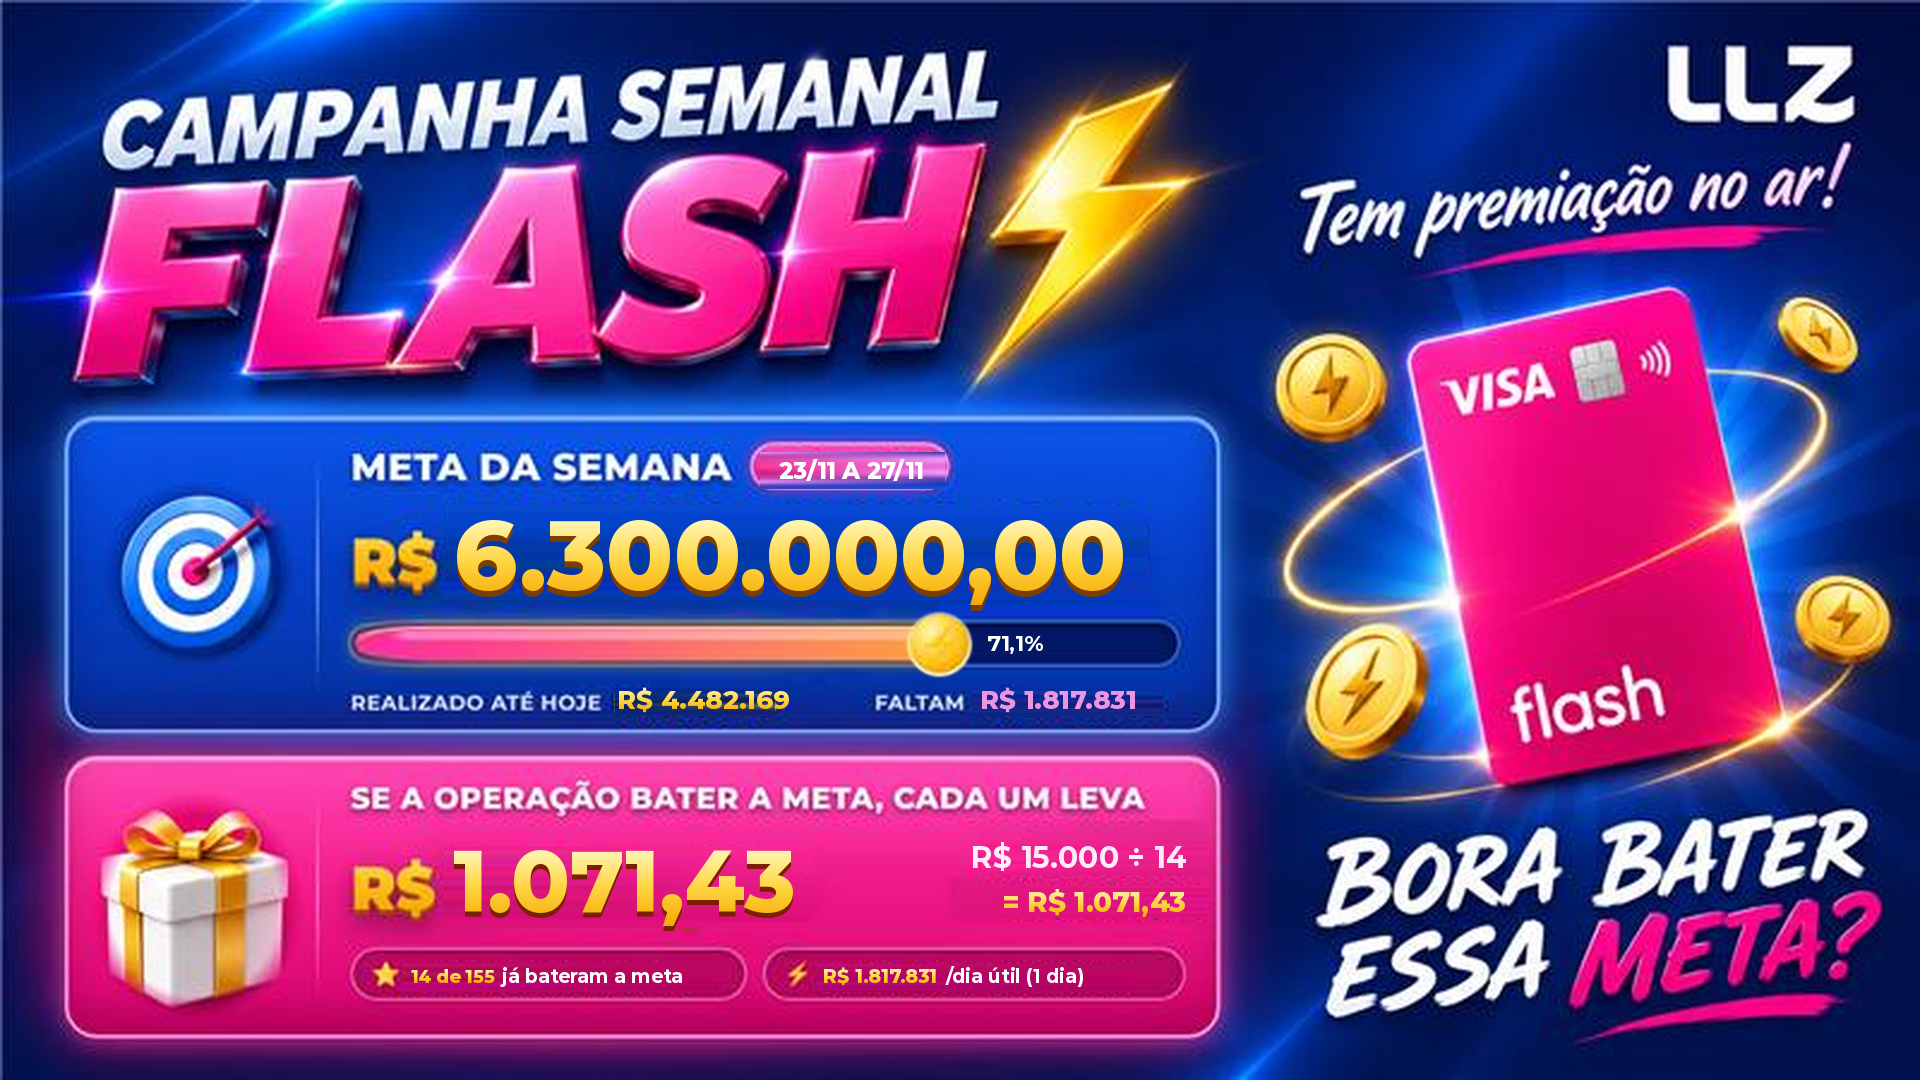 CAMPANHA SEMANAL
FLASH
LLZ
Tem premiação no ar!
META DA SEMANA 23/11 A 27/11
R$ 6.300.000,00
71,1%
REALIZADO ATÉ HOJE R$ 4.482.169 FALTAM R$ 1.817.831
SE A OPERAÇÃO BATER A META, CADA UM LEVA
R$ 1.071,43
R$ 15.000 ÷ 14
= R$ 1.071,43
14 de 155 já bateram a meta
R$ 1.817.831 /dia útil (1 dia)
VISA
flash
BORA BATER
ESSA META?